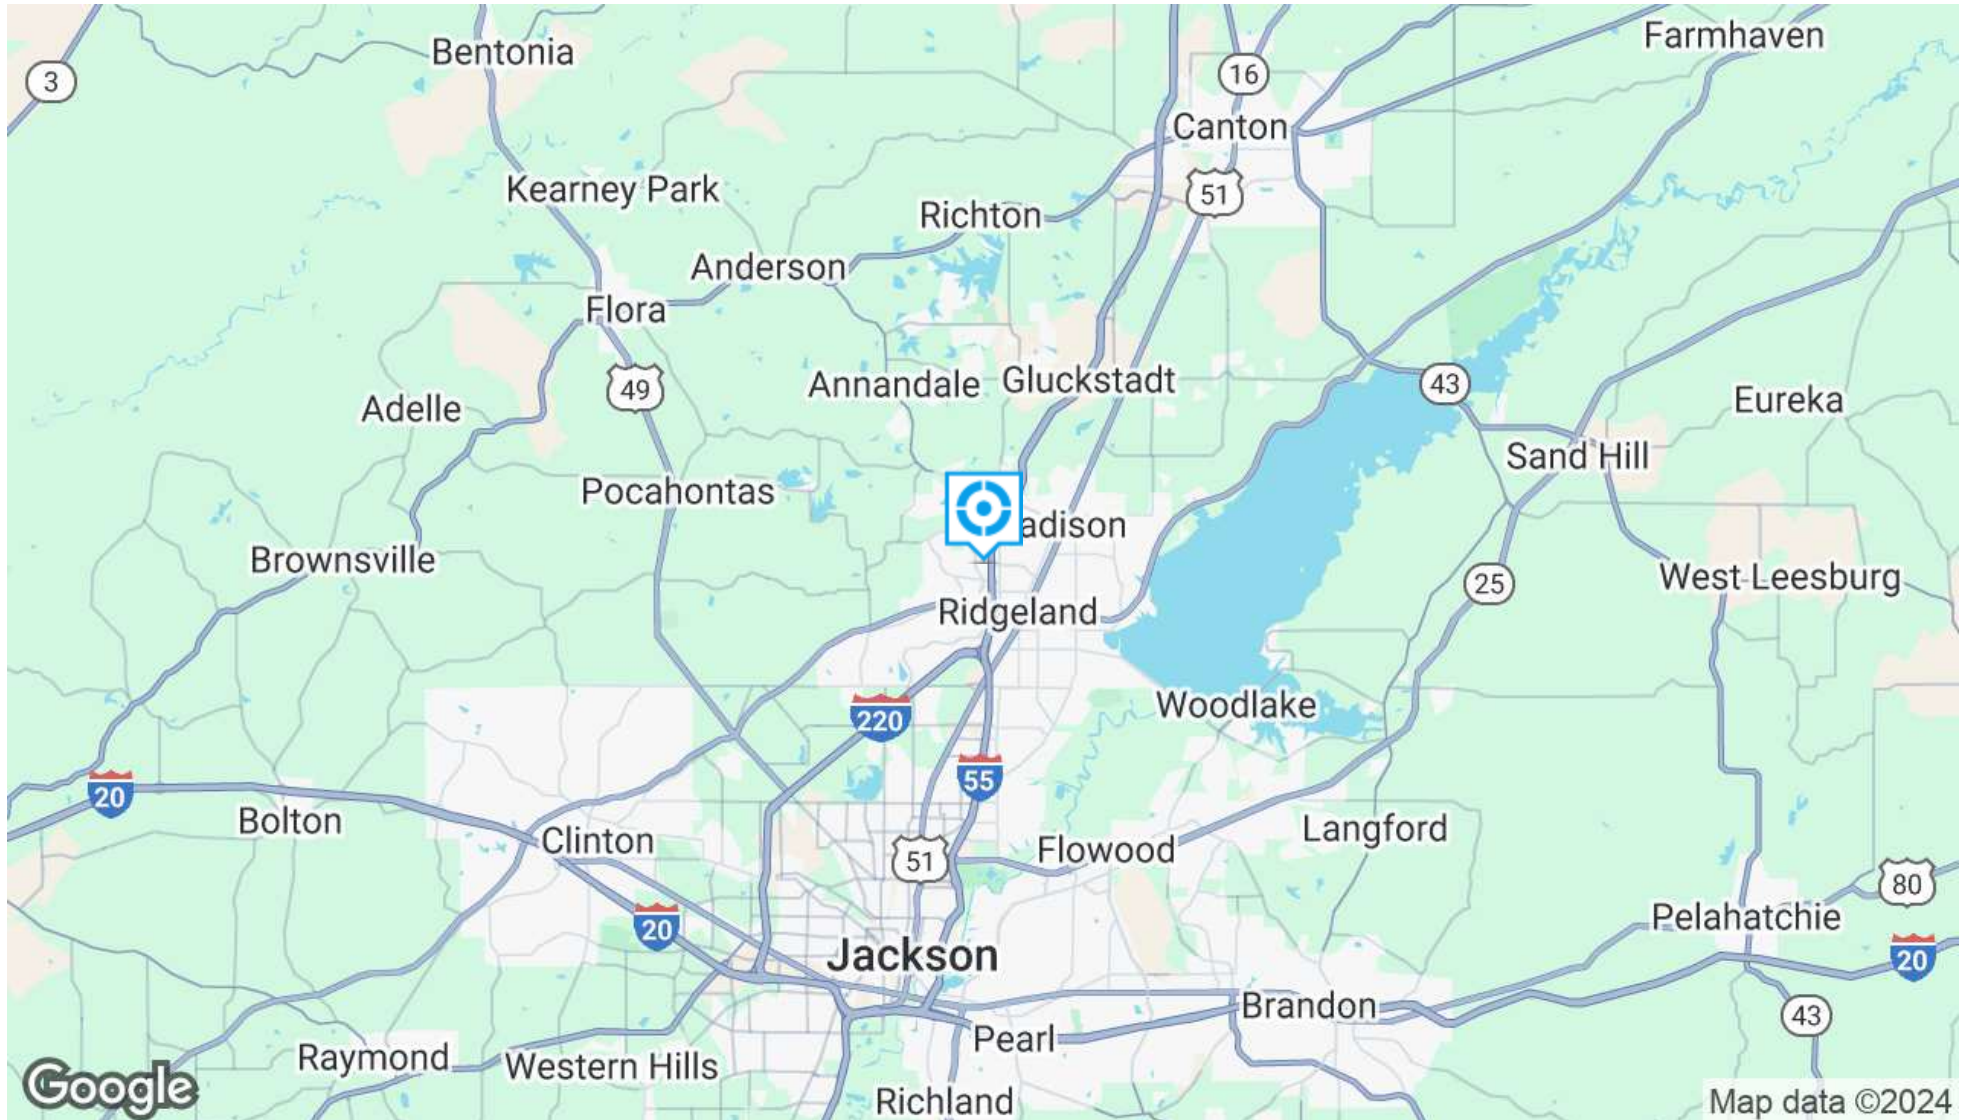 Farmhaven
Bentonia
3
16
Canton
Kearney Park
51
Richton
Anderson
Flora
Annandale
Gluckstadt
49
43
Adelle
Eureka
Sand Hill
Pocahontas
adison
Brownsville
West Leesburg
25
Ridgeland
Woodlake
220
55
20
Bolton
Clinton
Langford
Flowood
51
80
Pelahatchie
20
Jackson
20
Brandon
43
Pearl
Raymond
Western Hills
Google
Richland
Map data ©2024